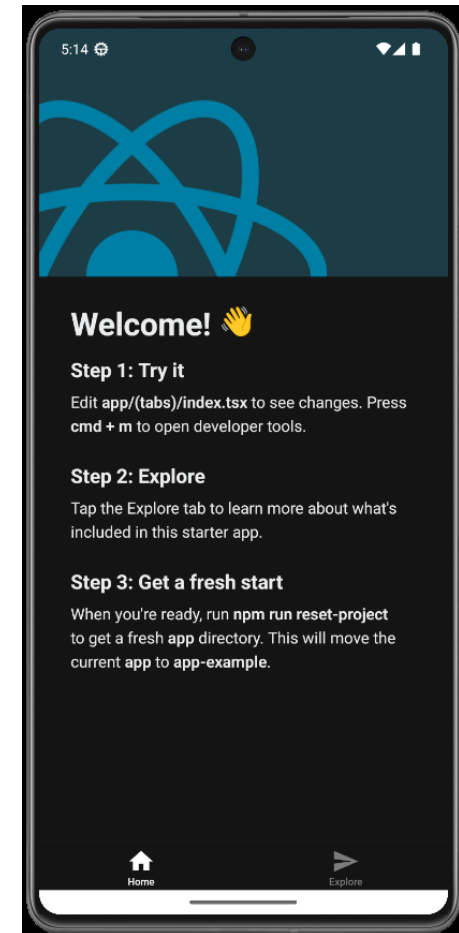 5:14
Welcome! 👋
Step 1: Try it
Edit app/(tabs)/index.tsx to see changes. Press
cmd + m to open developer tools.
Step 2: Explore
Tap the Explore tab to learn more about what's
included in this starter app.
Step 3: Get a fresh start
When you're ready, run npm run reset-project
to get a fresh app directory. This will move the
current app to app-example.
Home
Explore